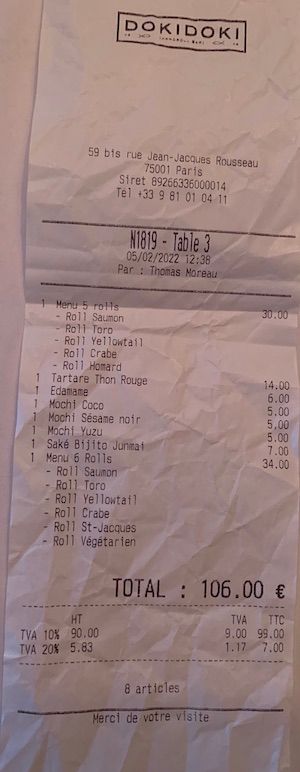 DOKIDOKI
59 bis rue Jean-Jacques Rousseau
75001 Paris
Siret 89266336000014
Tel +33 9 81 01 04 11
N1819 - Table 3
05/02/2022 12:38
Par : Thomas Moreau
1 Menu 5 rolls 30.00
- Roll Saumon
- Roll Toro
- Roll Yellowtail
- Roll Crabe
- Roll Homard
1 Tartare Thon Rouge 14.00
1 Edamame 6.00
1 Mochi Coco 5.00
1 Mochi Sésame noir 5.00
1 Mochi Yuzu 5.00
1 Saké Bijito Junmai 7.00
1 Menu 6 Rolls 34.00
- Roll Saumon
- Roll Toro
- Roll Yellowtail
- Roll Crabe
- Roll St-Jacques
- Roll Végétarien
TOTAL : 106.00 €
HT TVA TTC
TVA 10% 90.00 9.00 99.00
TVA 20% 5.83 1.17 7.00
8 articles
Merci de votre visite